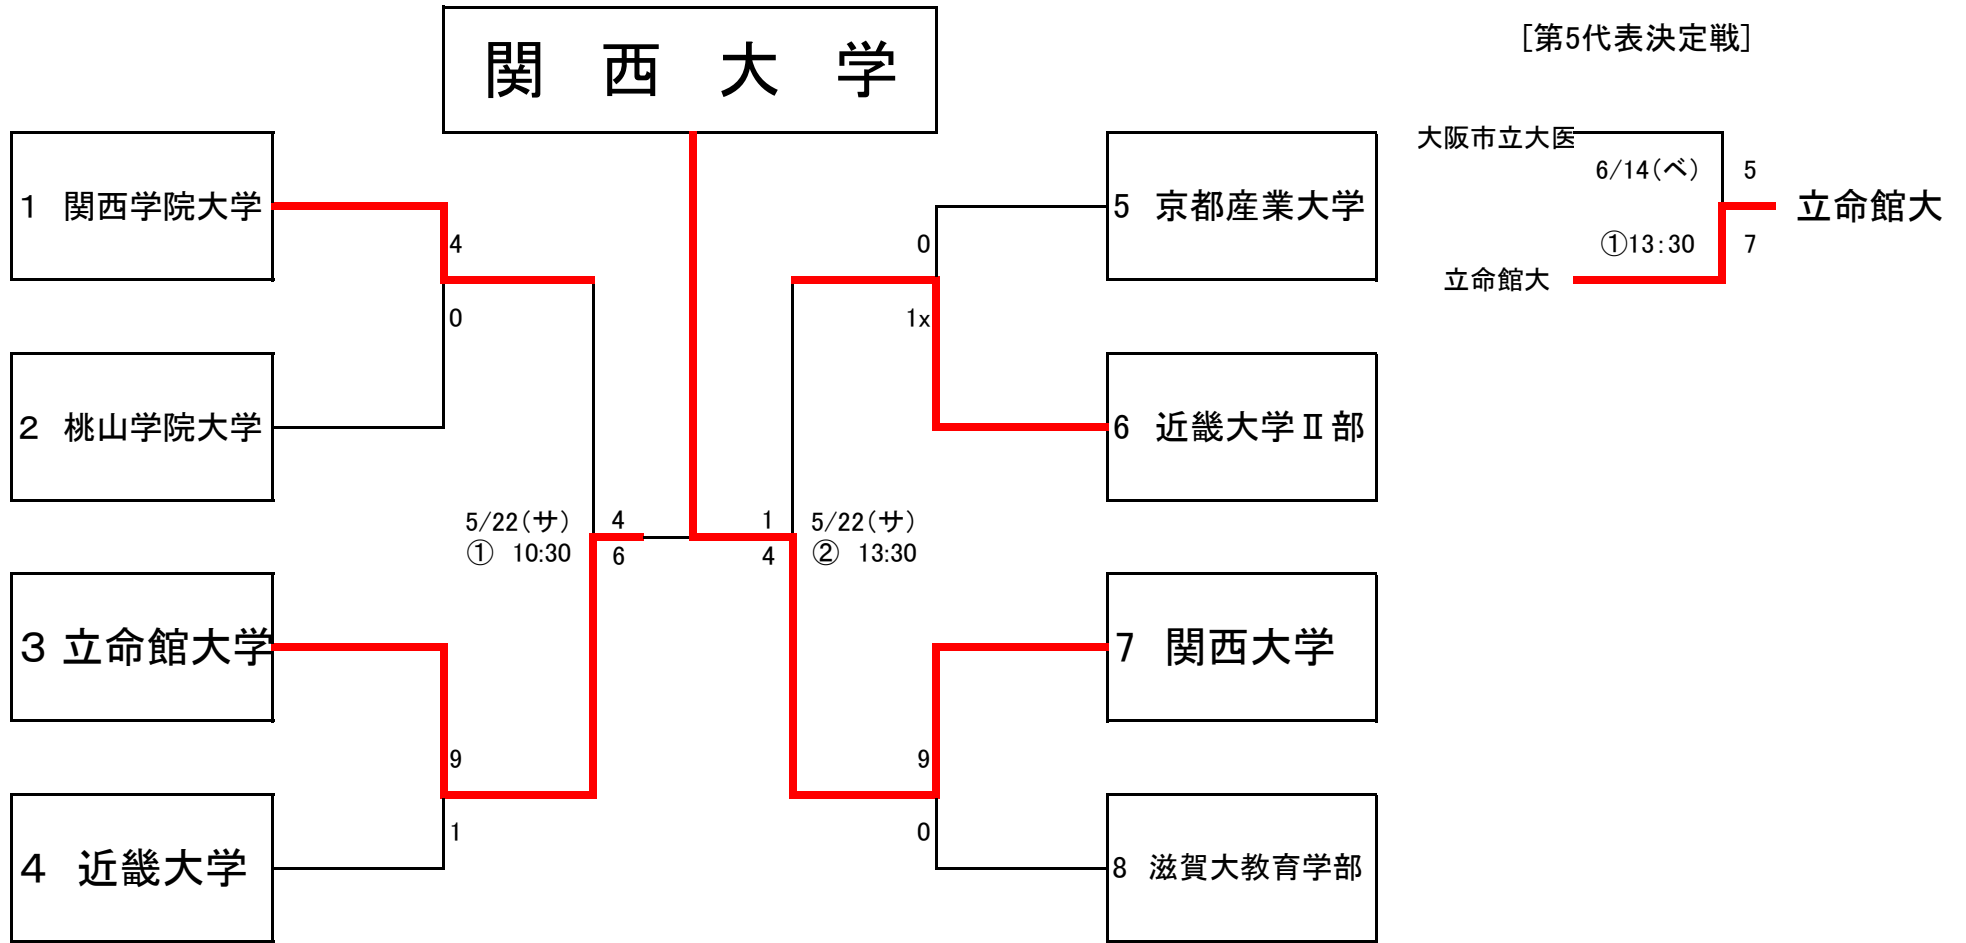 関 西 大 学
[第5代表決定戦]
1 関西学院大学
4
0
2 桃山学院大学
5/22(サ)
① 10:30
4
6
3 立命館大学
9
1
4 近畿大学
5 京都産業大学
0
1x
6 近畿大学Ⅱ部
1
4
5/22(サ)
② 13:30
7 関西大学
9
0
8 滋賀大教育学部
大阪市立大医
6/14(ベ)
5
①13:30
7
立命館大
立命館大